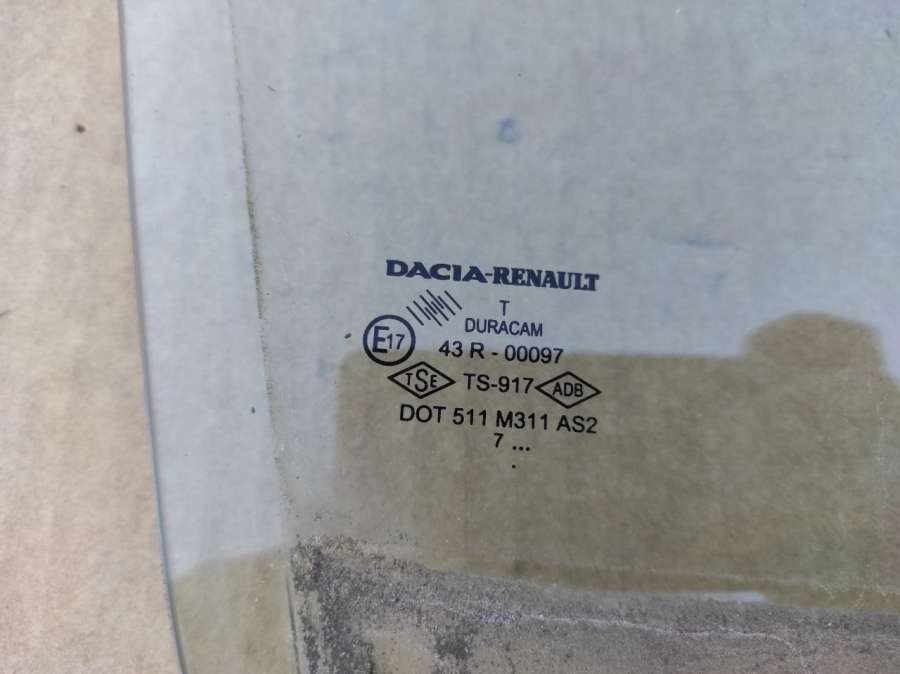 DACIA-RENAULT
T
DURACAM
E17 43 R - 00097
TSE TS-917 ADB
DOT 511 M311 AS2
7 ...
.